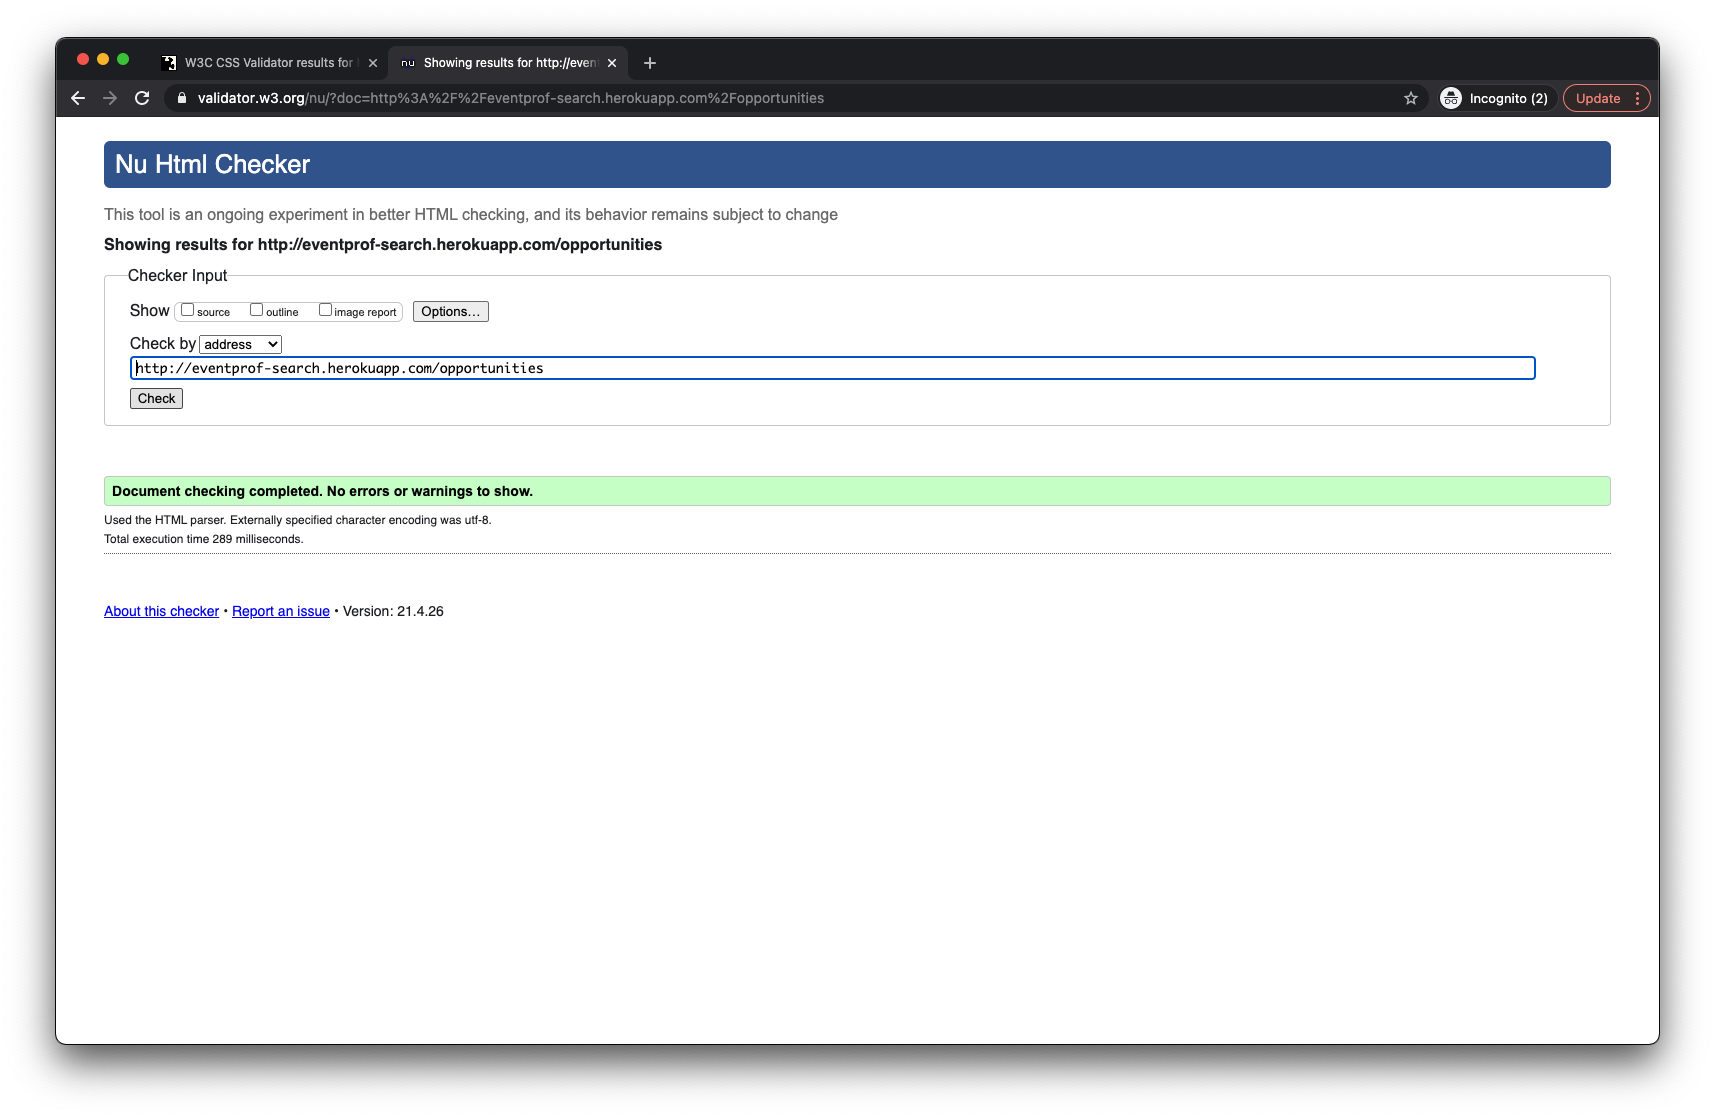 W3C CSS Validator results for
nu Showing results for http://even
validator.w3.org/nu/?doc=http%3A%2F%2Feventprof-search.herokuapp.com%2Fopportunities
Incognito (2)
Update
Nu Html Checker
This tool is an ongoing experiment in better HTML checking, and its behavior remains subject to change
Showing results for http://eventprof-search.herokuapp.com/opportunities
Checker Input
Show source outline image report Options...
Check by address
http://eventprof-search.herokuapp.com/opportunities
Check
Document checking completed. No errors or warnings to show.
Used the HTML parser. Externally specified character encoding was utf-8.
Total execution time 289 milliseconds.
About this checker • Report an issue • Version: 21.4.26